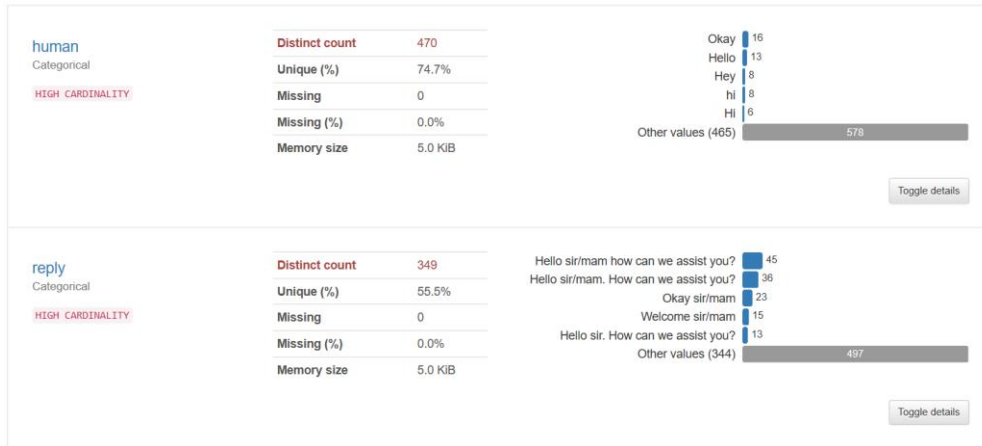 human
Categorical
HIGH CARDINALITY
Distinct count 470
Unique (%) 74.7%
Missing 0
Missing (%) 0.0%
Memory size 5.0 KiB
Okay 16
Hello 13
Hey 8
hi 8
Hi 6
Other values (465) 578
Toggle details
reply
Categorical
HIGH CARDINALITY
Distinct count 349
Unique (%) 55.5%
Missing 0
Missing (%) 0.0%
Memory size 5.0 KiB
Hello sir/mam how can we assist you? 45
Hello sir/mam. How can we assist you? 36
Okay sir/mam 23
Welcome sir/mam 15
Hello sir. How can we assist you? 13
Other values (344) 497
Toggle details